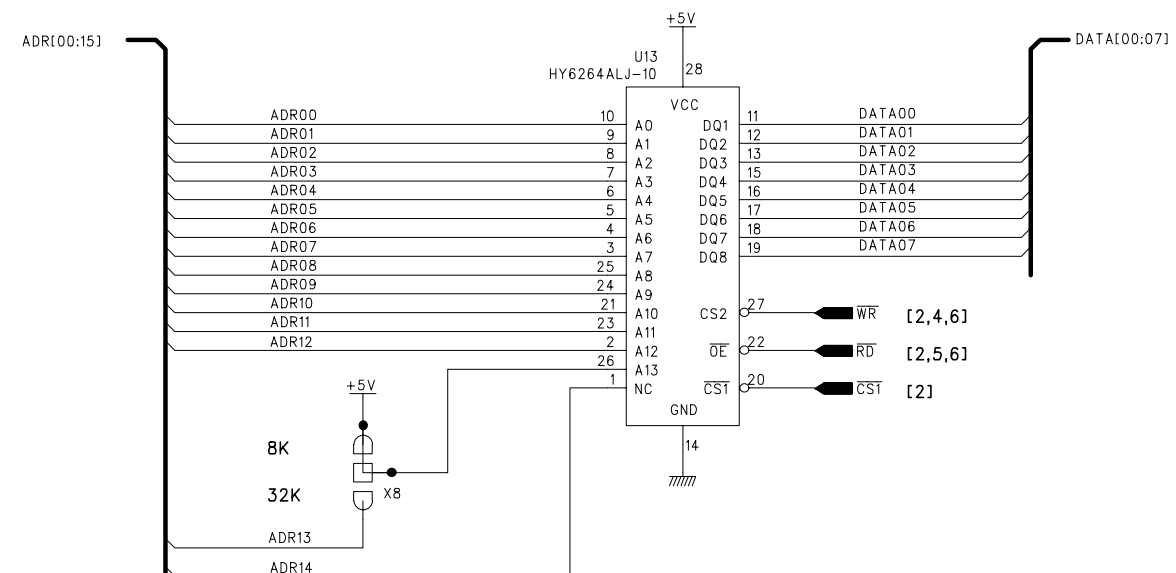 +5V
ADR[00:15]
DATA[00:07]
U13
HY6264ALJ-10
28
VCC
ADR00 10 A0 DQ1 11 DATA00
ADR01 9 A1 DQ2 12 DATA01
ADR02 8 A2 DQ3 13 DATA02
ADR03 7 A3 DQ4 15 DATA03
ADR04 6 A4 DQ5 16 DATA04
ADR05 5 A5 DQ6 17 DATA05
ADR06 4 A6 DQ7 18 DATA06
ADR07 3 A7 DQ8 19 DATA07
ADR08 25 A8
ADR09 24 A9
ADR10 21 A10 CS2 27 WR [2,4,6]
ADR11 23 A11
ADR12 2 A12 OE 22 RD [2,5,6]
26 A13
1 NC CS1 20 CS1 [2]
+5V
GND
14
8K
32K X8
ADR13
ADR14